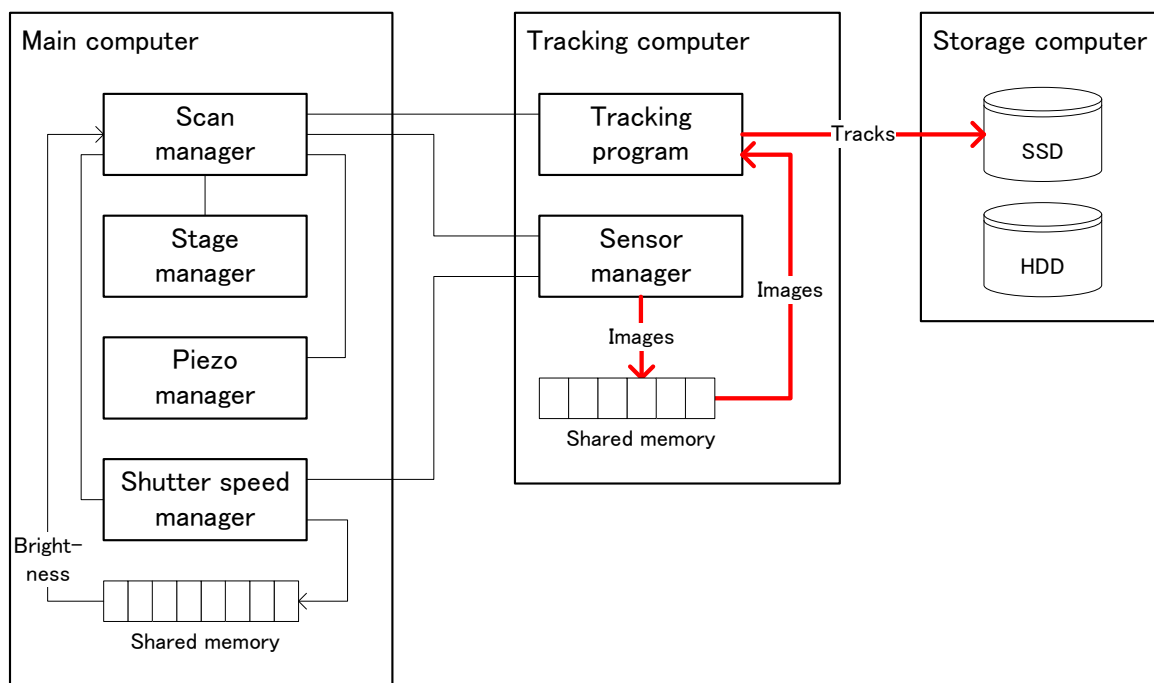 Main computer
Scan
manager
Stage
manager
Piezo
manager
Shutter speed
manager
Bright-
ness
Shared memory
Tracking computer
Tracking
program
Sensor
manager
Images
Images
Shared memory
Tracks
Storage computer
SSD
HDD